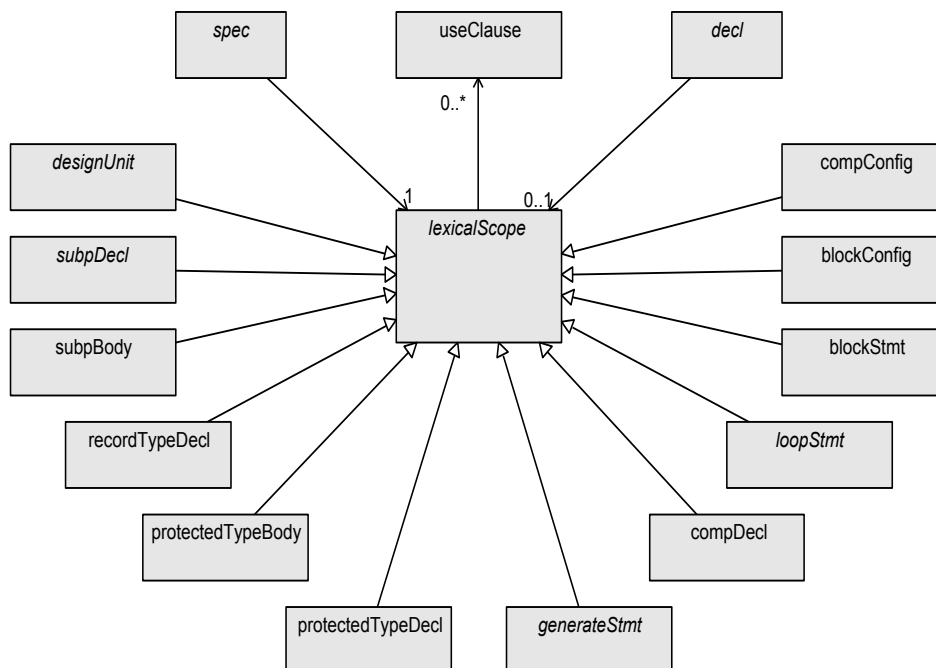 spec
useClause
decl
0..*
designUnit
compConfig
1
0..1
lexicalScope
subpDecl
blockConfig
subpBody
blockStmt
recordTypeDecl
loopStmt
protectedTypeBody
compDecl
protectedTypeDecl
generateStmt